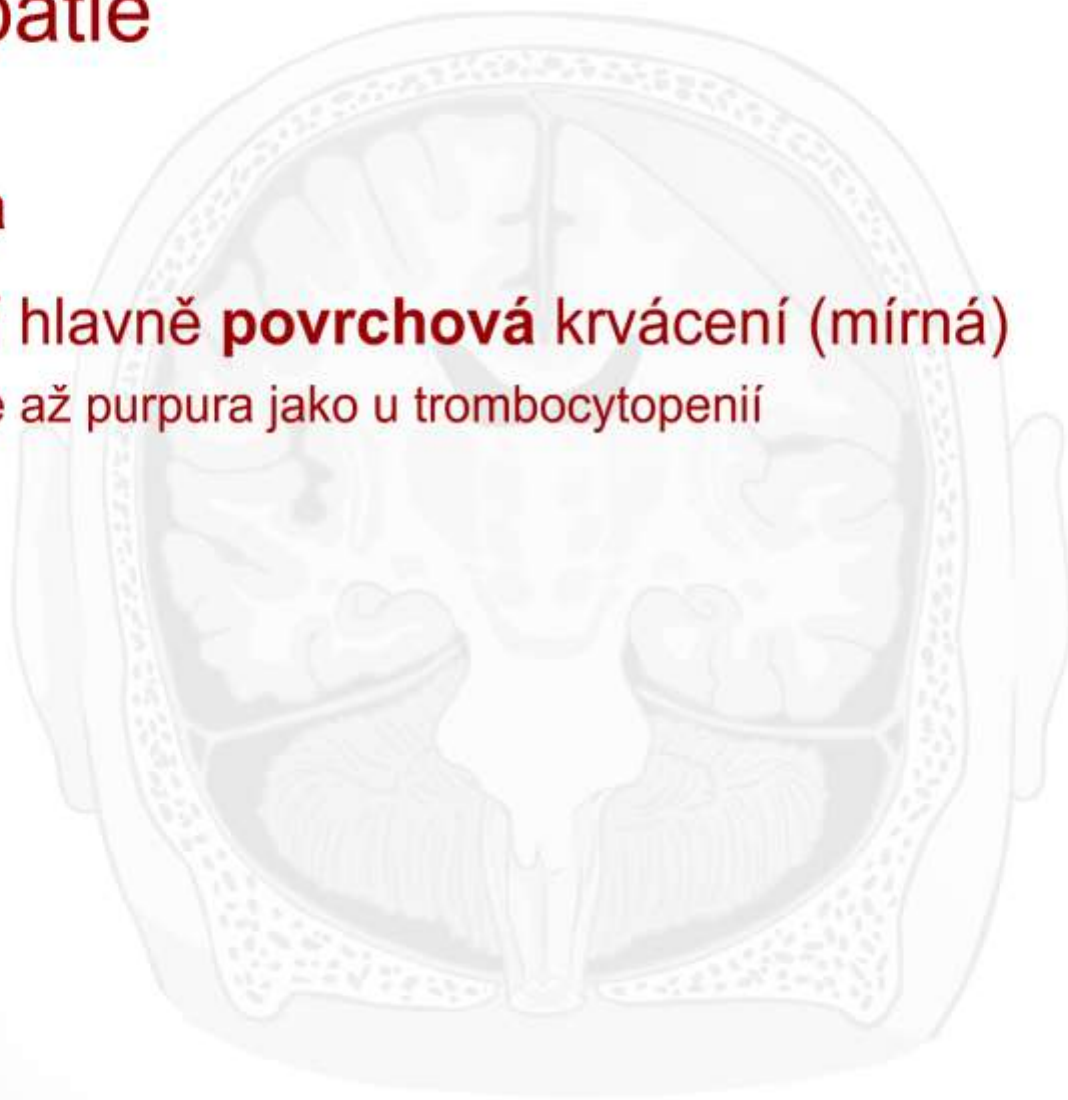 patie
a
í hlavně povrchová krvácení (mírná)
e až purpura jako u trombocytopenií